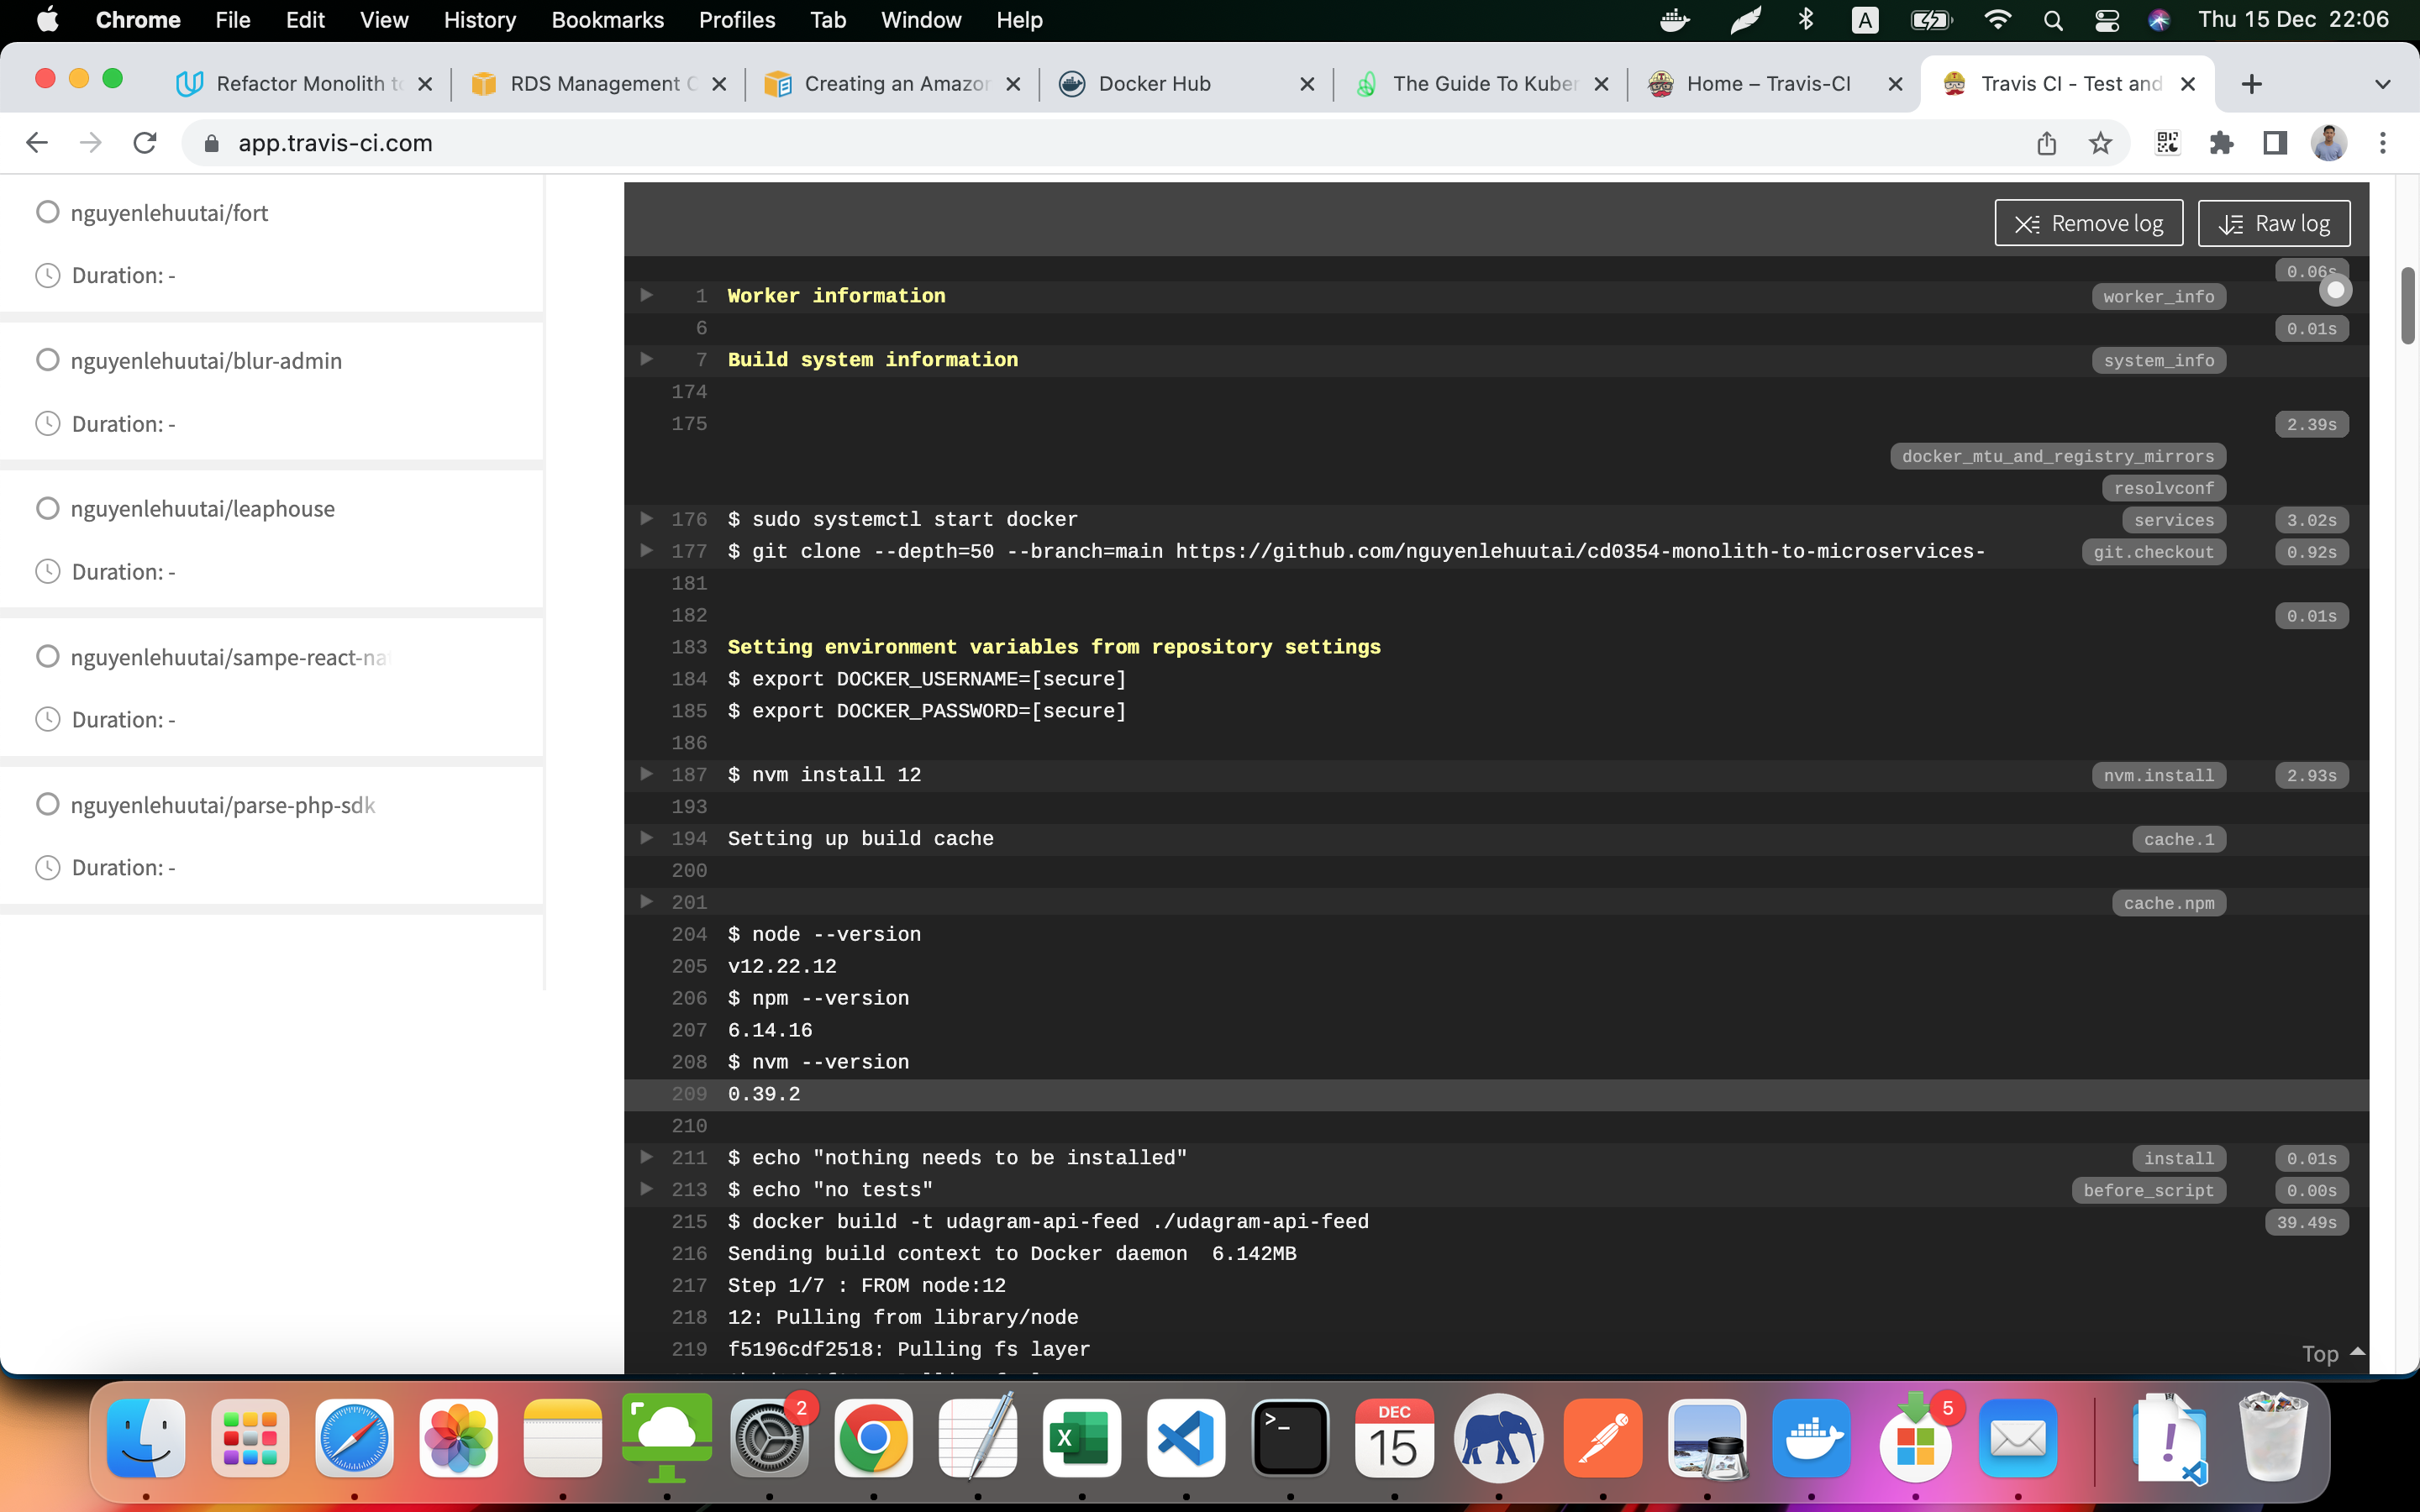 Chrome File Edit View History Bookmarks Profiles Tab Window Help A Thu 15 Dec 22:06
Refactor Monolith to RDS Management C Creating an Amazon Docker Hub The Guide To Kuber Home – Travis-CI Travis CI - Test and
app.travis-ci.com
nguyenlehuutai/fort
Duration: -
nguyenlehuutai/blur-admin
Duration: -
nguyenlehuutai/leaphouse
Duration: -
nguyenlehuutai/sampe-react-nat
Duration: -
nguyenlehuutai/parse-php-sdk
Duration: -
Remove log Raw log
0.06s
1 Worker information worker_info
6 0.01s
7 Build system information system_info
174
175 2.39s
docker_mtu_and_registry_mirrors
resolvconf
176 $ sudo systemctl start docker services 3.02s
177 $ git clone --depth=50 --branch=main https://github.com/nguyenlehuutai/cd0354-monolith-to-microservices- git.checkout 0.92s
181
182 0.01s
183 Setting environment variables from repository settings
184 $ export DOCKER_USERNAME=[secure]
185 $ export DOCKER_PASSWORD=[secure]
186
187 $ nvm install 12 nvm.install 2.93s
193
194 Setting up build cache cache.1
200
201 cache.npm
204 $ node --version
205 v12.22.12
206 $ npm --version
207 6.14.16
208 $ nvm --version
209 0.39.2
210
211 $ echo "nothing needs to be installed" install 0.01s
213 $ echo "no tests" before_script 0.00s
215 $ docker build -t udagram-api-feed ./udagram-api-feed 39.49s
216 Sending build context to Docker daemon 6.142MB
217 Step 1/7 : FROM node:12
218 12: Pulling from library/node
219 f5196cdf2518: Pulling fs layer
Top
2
DEC
15
5